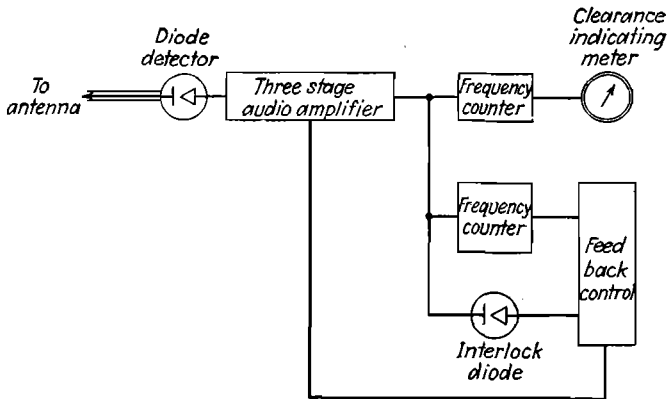 Diode
detector
To
antenna
Three stage
audio amplifier
Frequency
counter
Clearance
indicating
meter
Frequency
counter
Feed
back
control
Interlock
diode